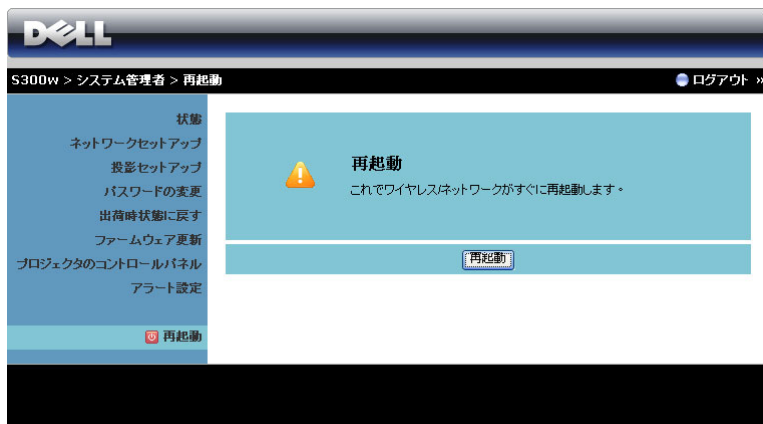 DELL
S300w > システム管理者 > 再起動
ログアウト »
状態
ネットワークセットアップ
投影セットアップ
パスワードの変更
出荷時状態に戻す
ファームウェア更新
プロジェクタのコントロールパネル
アラート設定
再起動
再起動
これでワイヤレス/ネットワークがすぐに再起動します。
再起動